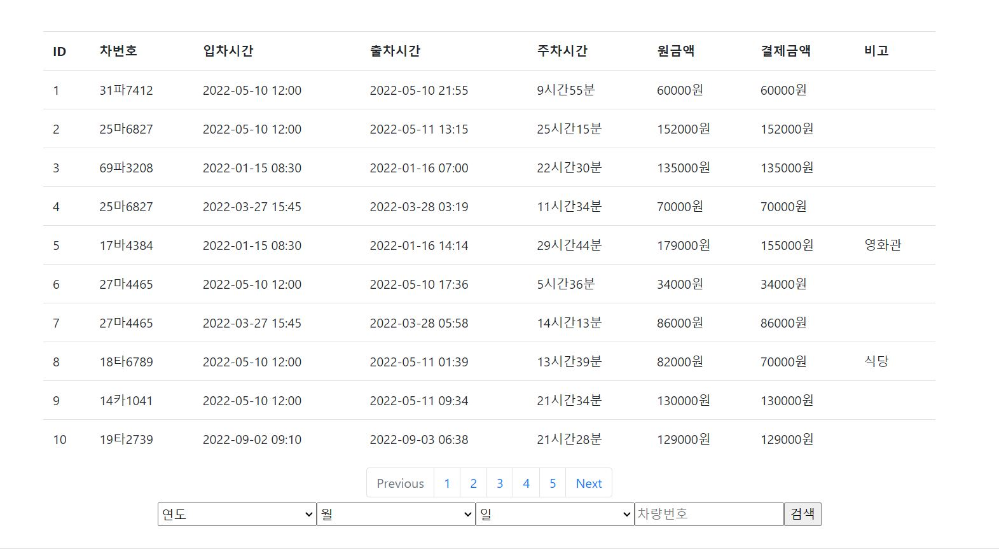 ID 차번호 입차시간 출차시간 주차시간 원금액 결제금액 비고
1 31파7412 2022-05-10 12:00 2022-05-10 21:55 9시간55분 60000원 60000원
2 25마6827 2022-05-10 12:00 2022-05-11 13:15 25시간15분 152000원 152000원
3 69파3208 2022-01-15 08:30 2022-01-16 07:00 22시간30분 135000원 135000원
4 25마6827 2022-03-27 15:45 2022-03-28 03:19 11시간34분 70000원 70000원
5 17바4384 2022-01-15 08:30 2022-01-16 14:14 29시간44분 179000원 155000원 영화관
6 27마4465 2022-05-10 12:00 2022-05-10 17:36 5시간36분 34000원 34000원
7 27마4465 2022-03-27 15:45 2022-03-28 05:58 14시간13분 86000원 86000원
8 18타6789 2022-05-10 12:00 2022-05-11 01:39 13시간39분 82000원 70000원 식당
9 14카1041 2022-05-10 12:00 2022-05-11 09:34 21시간34분 130000원 130000원
10 19타2739 2022-09-02 09:10 2022-09-03 06:38 21시간28분 129000원 129000원
Previous 1 2 3 4 5 Next
연도 월 일 차량번호 검색